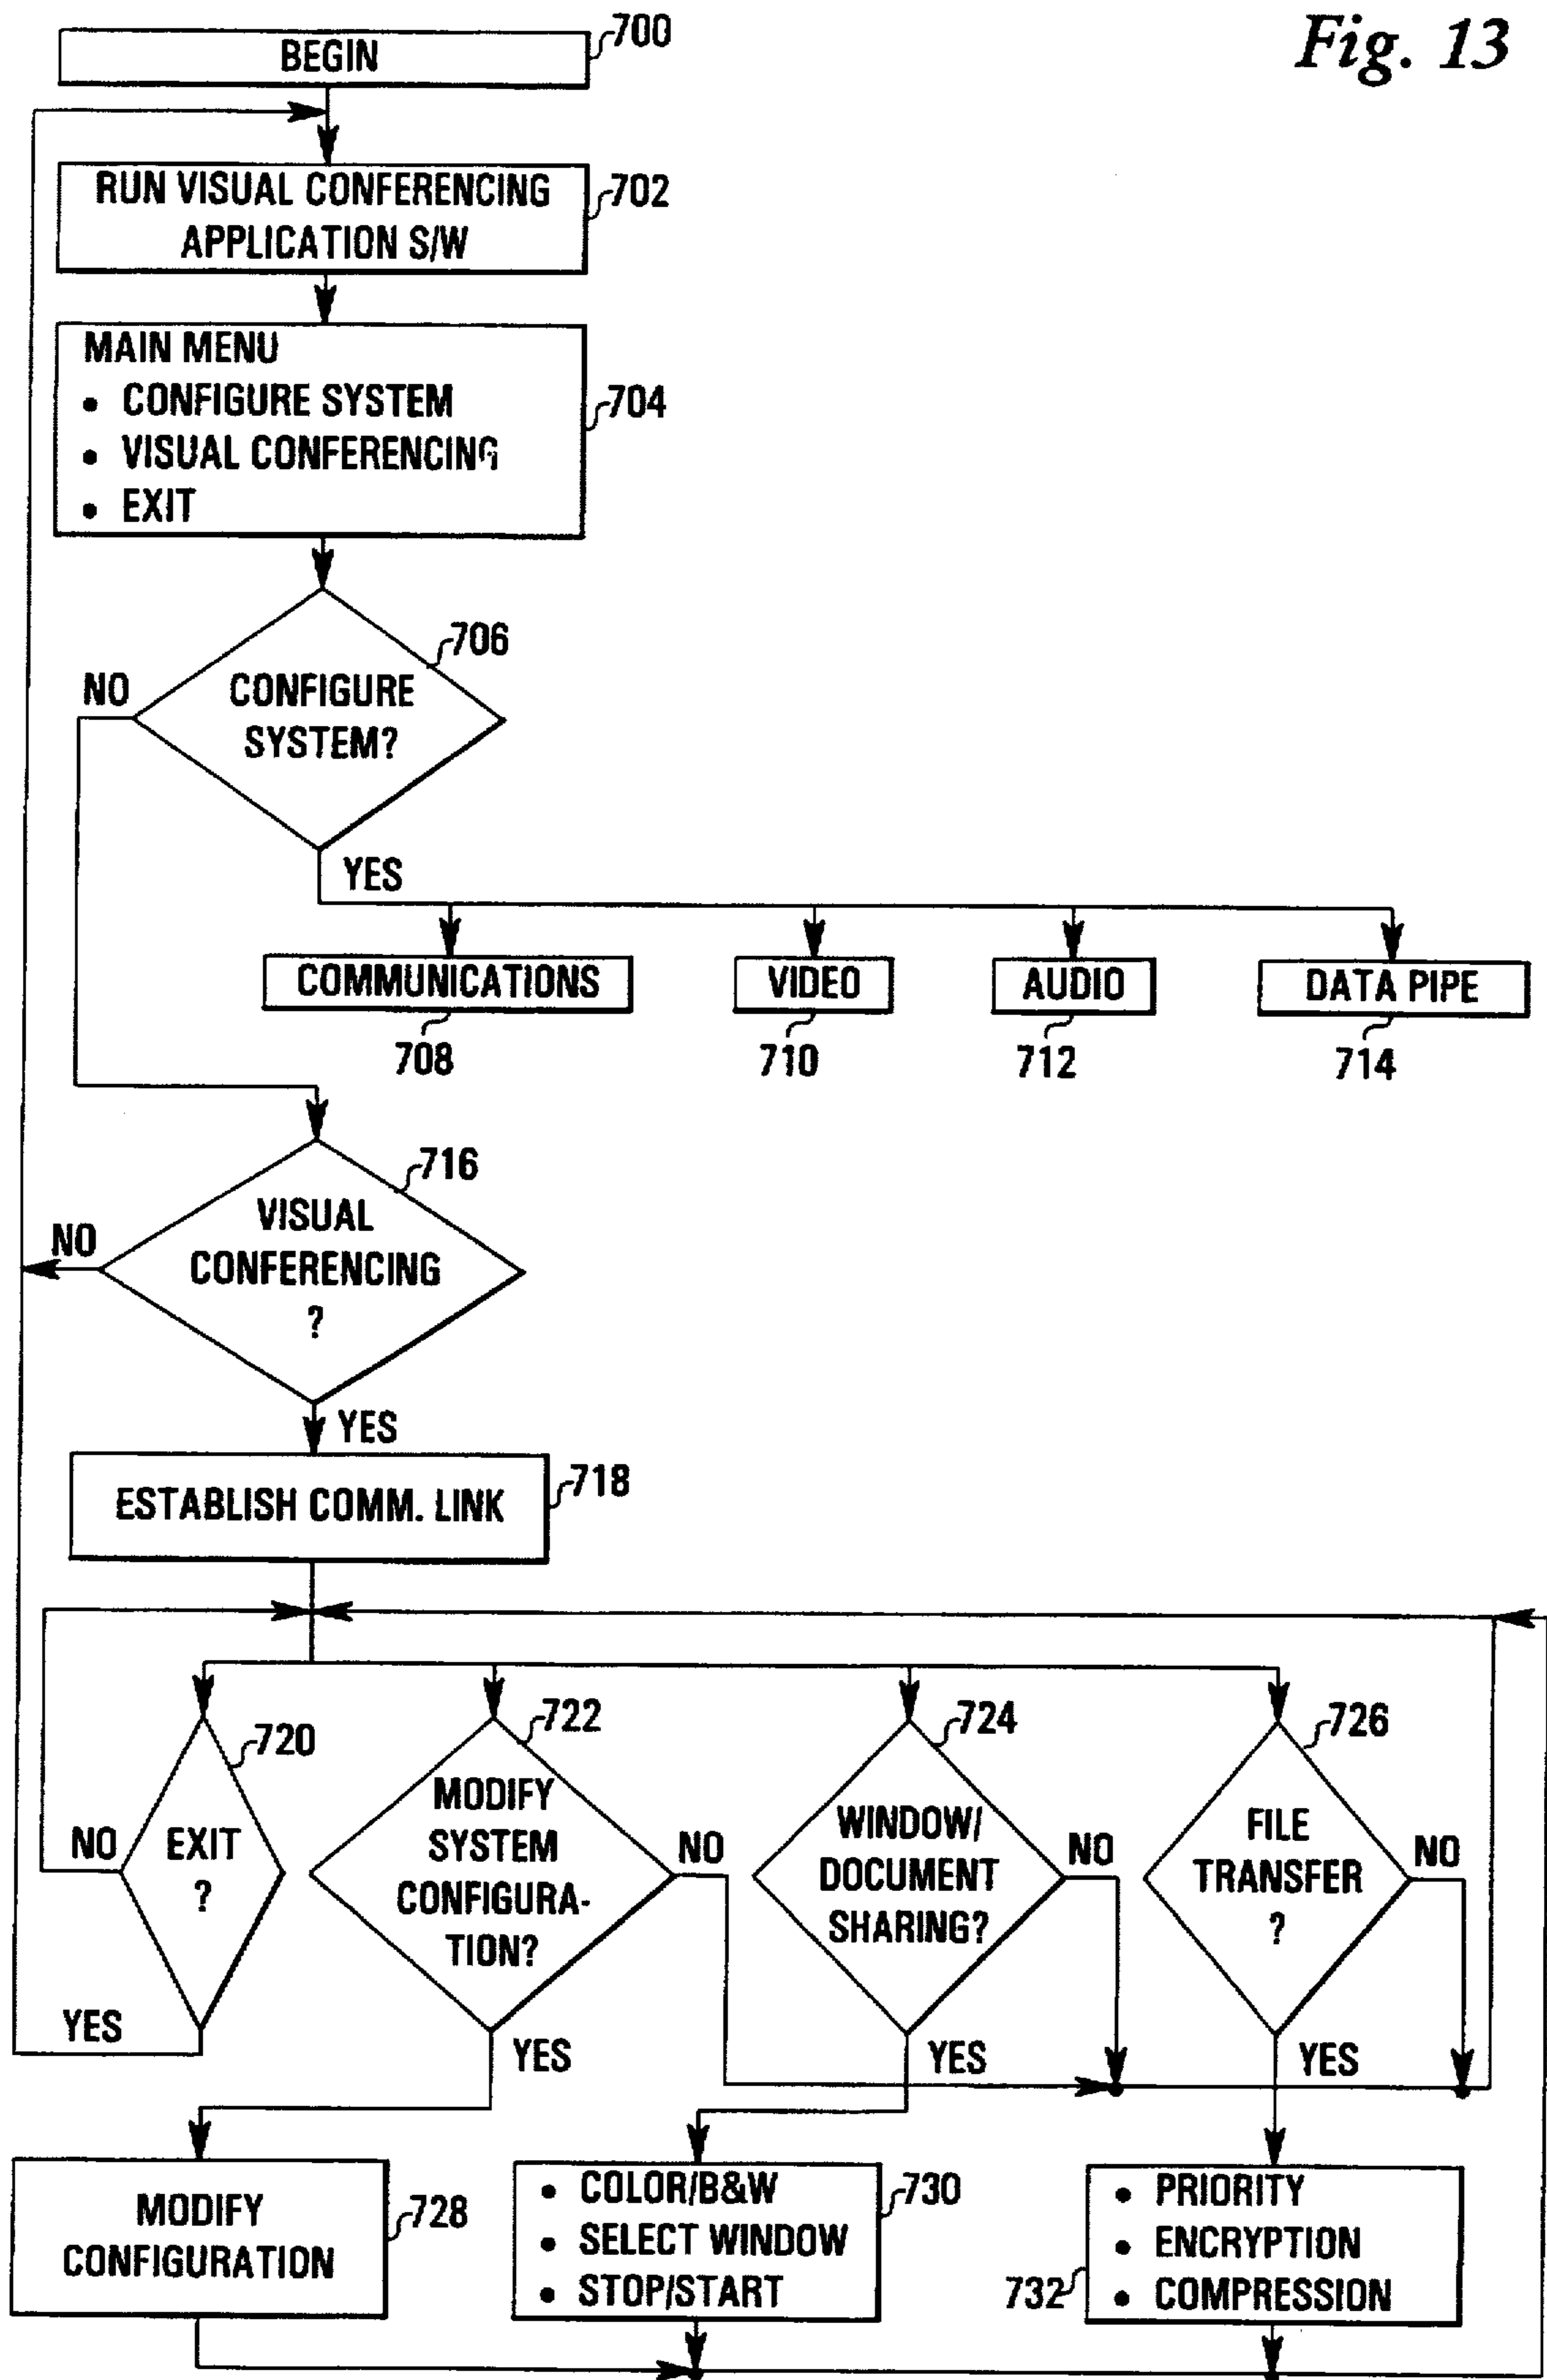 Fig. 13
BEGIN
700
RUN VISUAL CONFERENCING
APPLICATION S/W
702
MAIN MENU
• CONFIGURE SYSTEM
• VISUAL CONFERENCING
• EXIT
704
706
CONFIGURE
SYSTEM?
NO
YES
COMMUNICATIONS
VIDEO
AUDIO
DATA PIPE
708
710
712
714
716
VISUAL
CONFERENCING
?
NO
YES
ESTABLISH COMM. LINK
718
720
EXIT
?
NO
YES
722
MODIFY
SYSTEM
CONFIGURA-
TION?
NO
YES
724
WINDOW/
DOCUMENT
SHARING?
NO
YES
726
FILE
TRANSFER
?
NO
YES
MODIFY
CONFIGURATION
728
• COLOR/B&W
• SELECT WINDOW
• STOP/START
730
• PRIORITY
• ENCRYPTION
• COMPRESSION
732